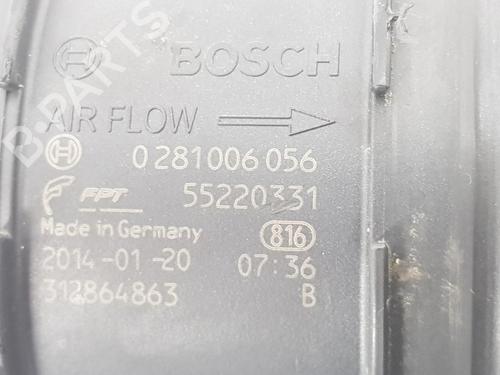 BOSCH
AIR FLOW
0 281 006 056
FPT 55220331
Made in Germany 816
2014-01-20 07:36
312864863 B
B-PARTS